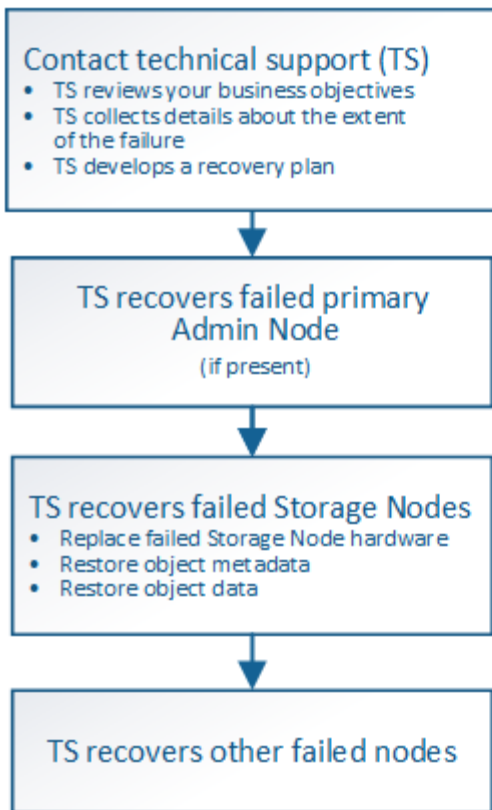 Contact technical support (TS)
• TS reviews your business objectives
• TS collects details about the extent
of the failure
• TS develops a recovery plan
TS recovers failed primary
Admin Node
(if present)
TS recovers failed Storage Nodes
• Replace failed Storage Node hardware
• Restore object metadata
• Restore object data
TS recovers other failed nodes